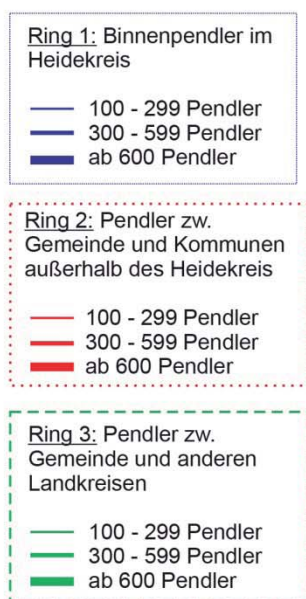 Ring 1: Binnenpendler im
Heidekreis
100 - 299 Pendler
300 - 599 Pendler
ab 600 Pendler
Ring 2: Pendler zw.
Gemeinde und Kommunen
außerhalb des Heidekreis
100 - 299 Pendler
300 - 599 Pendler
ab 600 Pendler
Ring 3: Pendler zw.
Gemeinde und anderen
Landkreisen
100 - 299 Pendler
300 - 599 Pendler
ab 600 Pendler